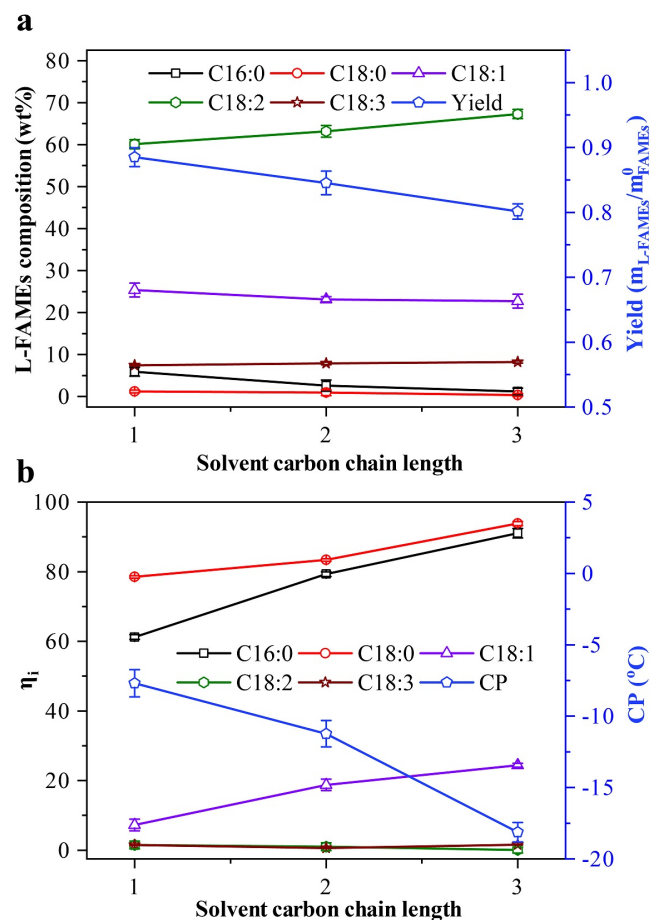 a
80
70
60
50
40
30
20
10
0
L-FAMEs composition (wt%)
C16:0 C18:0 C18:1
C18:2 C18:3 Yield
1.0
0.9
0.8
0.7
0.6
0.5
Yield (m_L-FAMEs/m^0_FAMEs)
1 2 3
Solvent carbon chain length
b
100
80
60
40
20
0
η_i
C16:0 C18:0 C18:1
C18:2 C18:3 CP
5
0
-5
-10
-15
-20
CP (°C)
1 2 3
Solvent carbon chain length